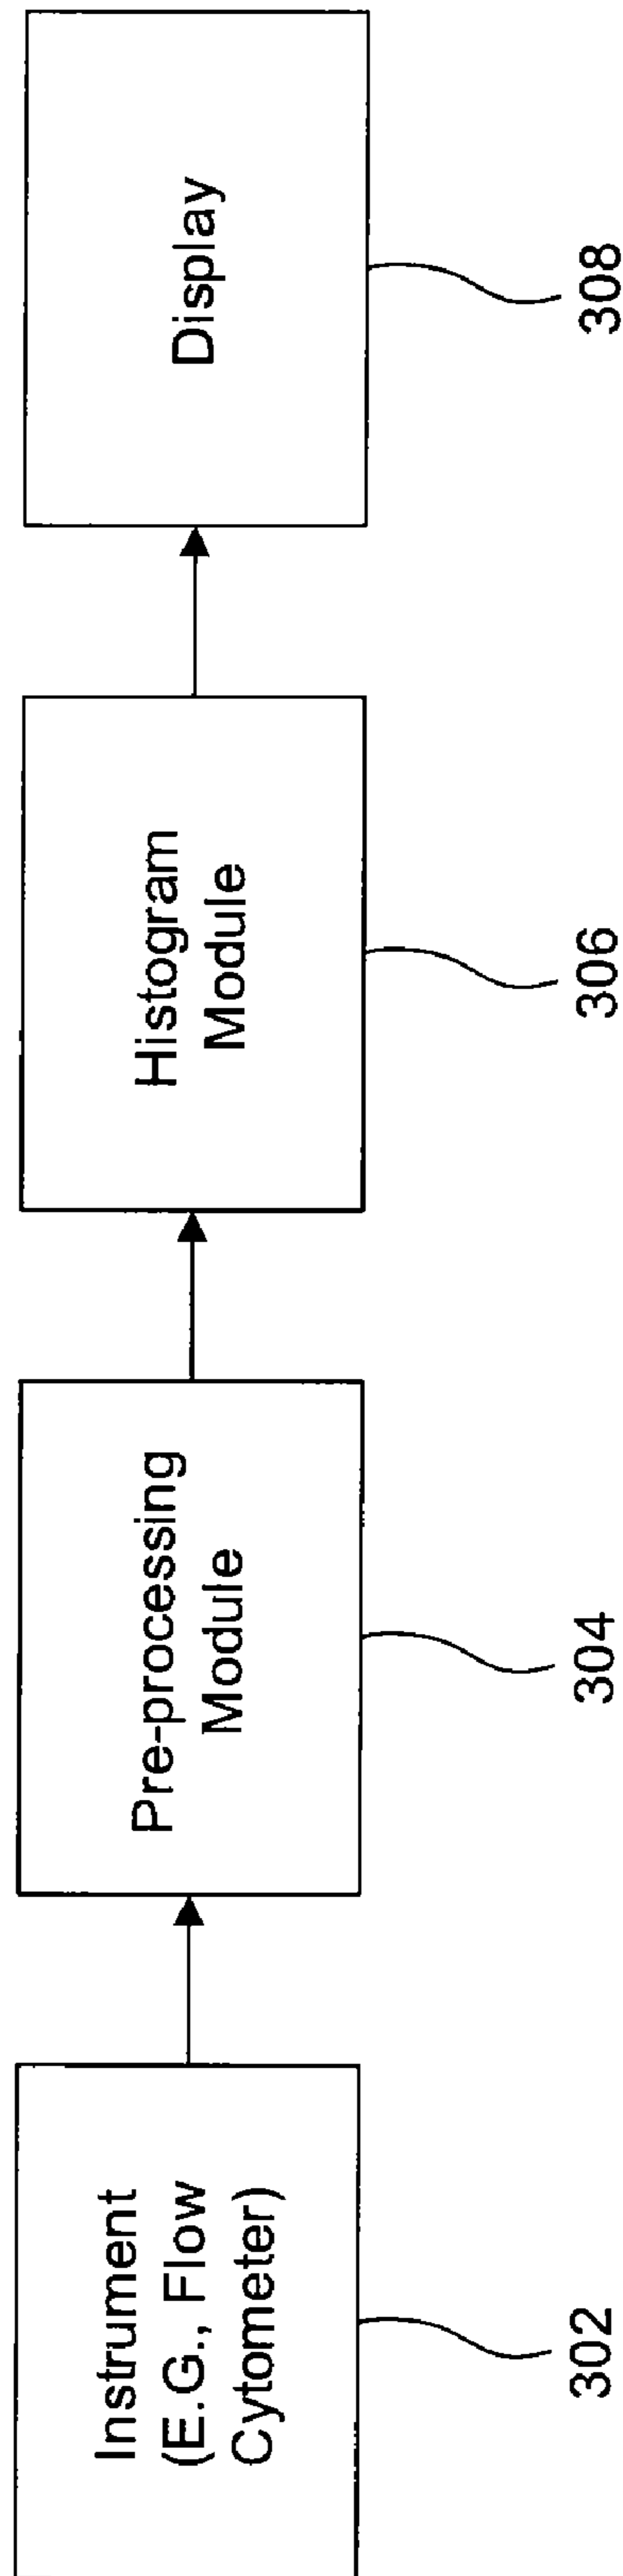 Instrument
(E.G., Flow
Cytometer)
302
Pre-processing
Module
304
Histogram
Module
306
Display
308